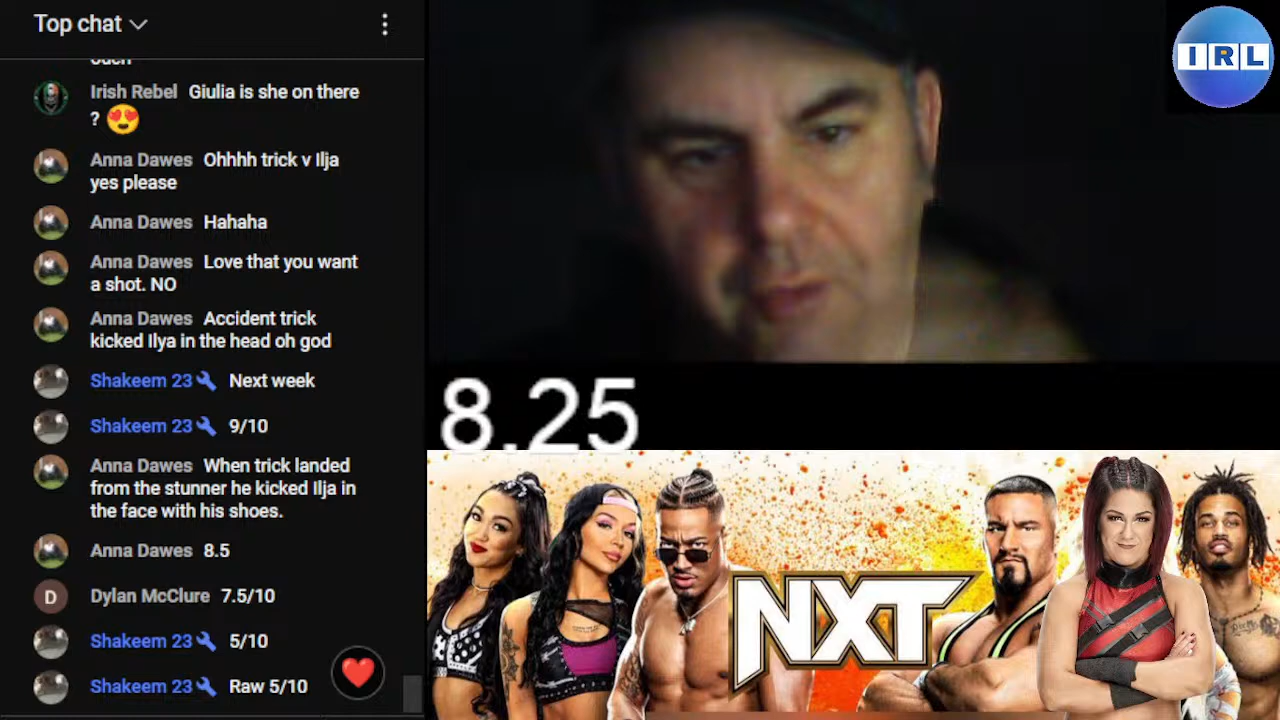 Top chat
Irish Rebel Giulia is she on there
?
Anna Dawes Ohhhh trick v Ilja
yes please
Anna Dawes Hahaha
Anna Dawes Love that you want
a shot. NO
Anna Dawes Accident trick
kicked Ilya in the head oh god
Shakeem 23 Next week
Shakeem 23 9/10
Anna Dawes When trick landed
from the stunner he kicked Ilja in
the face with his shoes.
Anna Dawes 8.5
D Dylan McClure 7.5/10
Shakeem 23 5/10
Shakeem 23 Raw 5/10
IRL
8.25
NXT